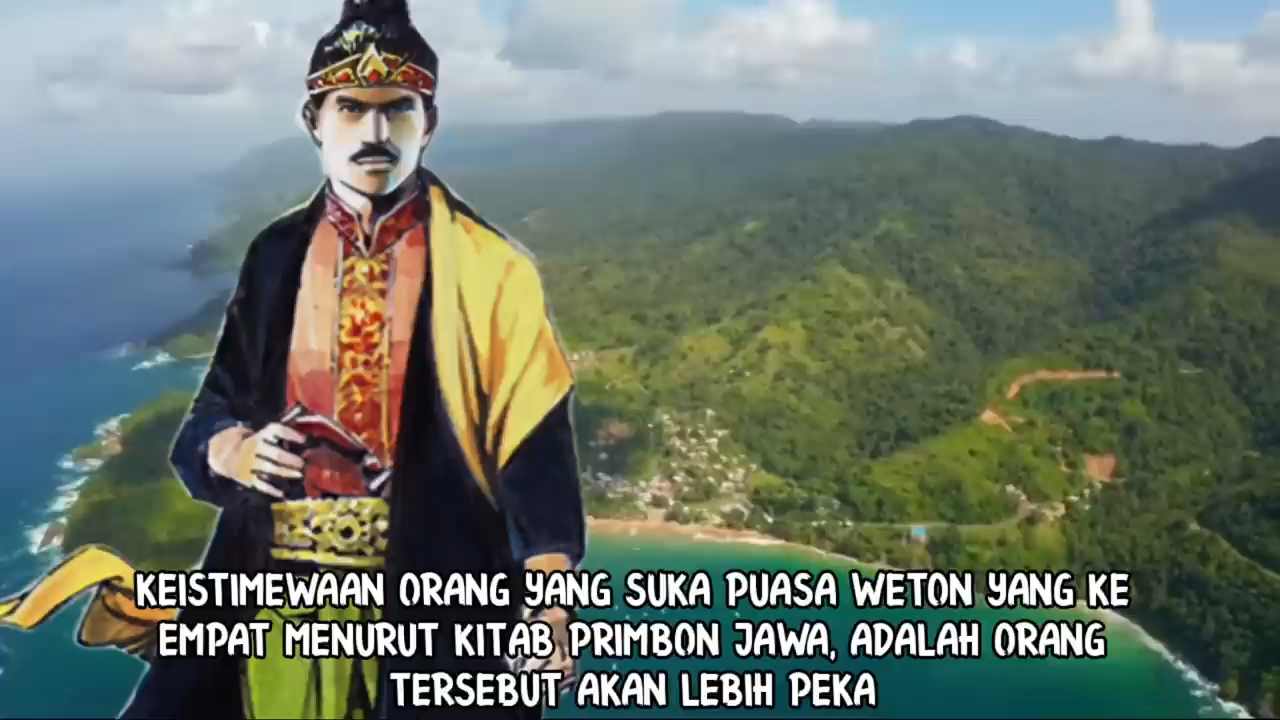 KEISTIMEWAAN ORANG YANG SUKA PUASA WETON YANG KE
EMPAT MENURUT KITAB PRIMBON JAWA, ADALAH ORANG
TERSEBUT AKAN LEBIH PEKA